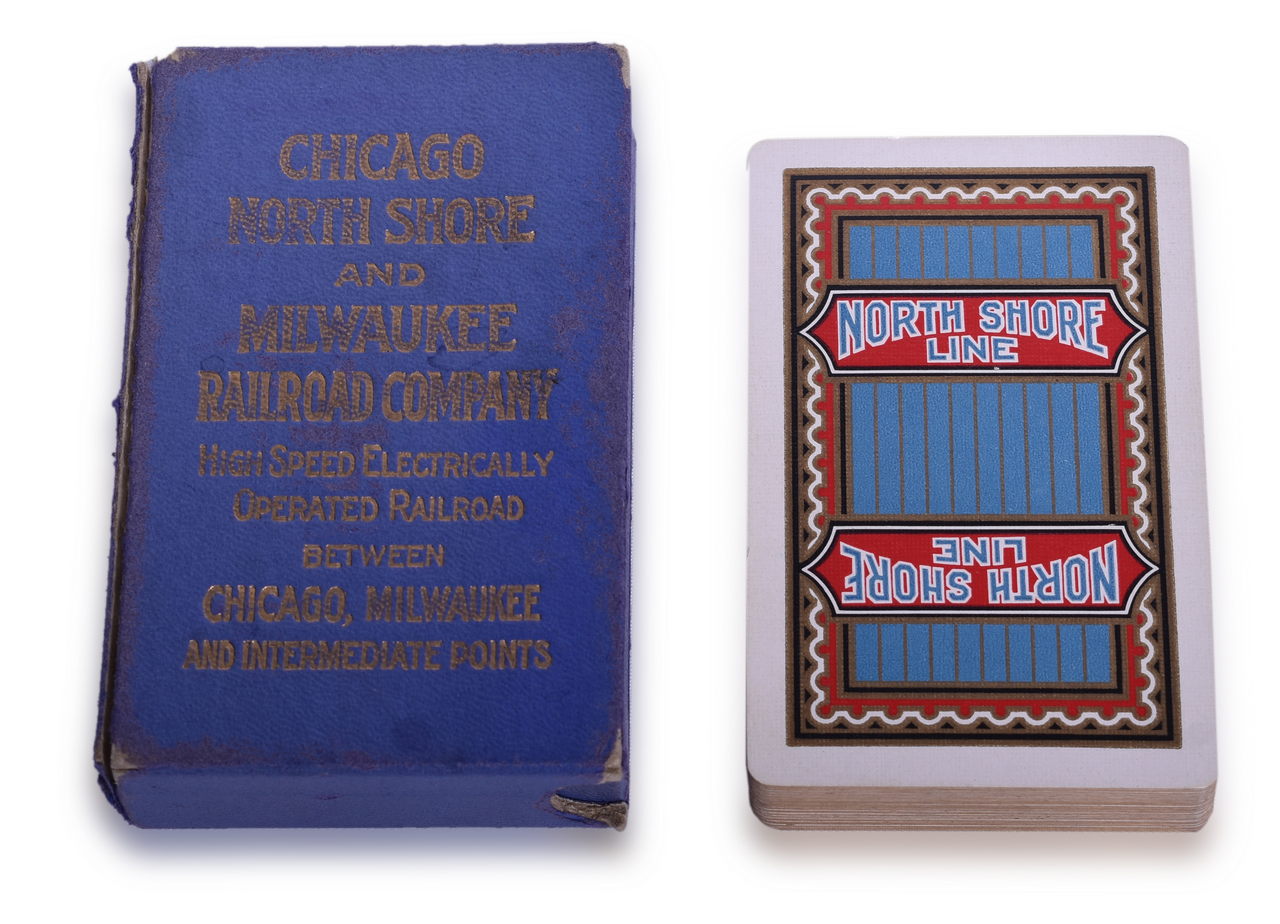 CHICAGO
NORTH SHORE
AND
MILWAUKEE
RAILROAD COMPANY
HIGH SPEED ELECTRICALLY
OPERATED RAILROAD
BETWEEN
CHICAGO, MILWAUKEE
AND INTERMEDIATE POINTS
NORTH SHORE
LINE
NORTH SHORE
LINE